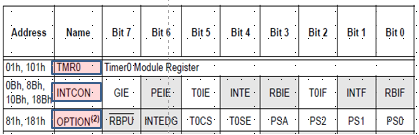 Address Name Bit 7 Bit 6 Bit 5 Bit 4 Bit 3 Bit 2 Bit 1 Bit 0
01h, 101h TMR0 Timer0 Module Register
0Bh, 8Bh,
10Bh, 18Bh INTCON GIE PEIE T0IE INTE RBIE T0IF INTF RBIF
81h, 181h OPTION(2) RBPU INTEDG T0CS T0SE PSA PS2 PS1 PS0